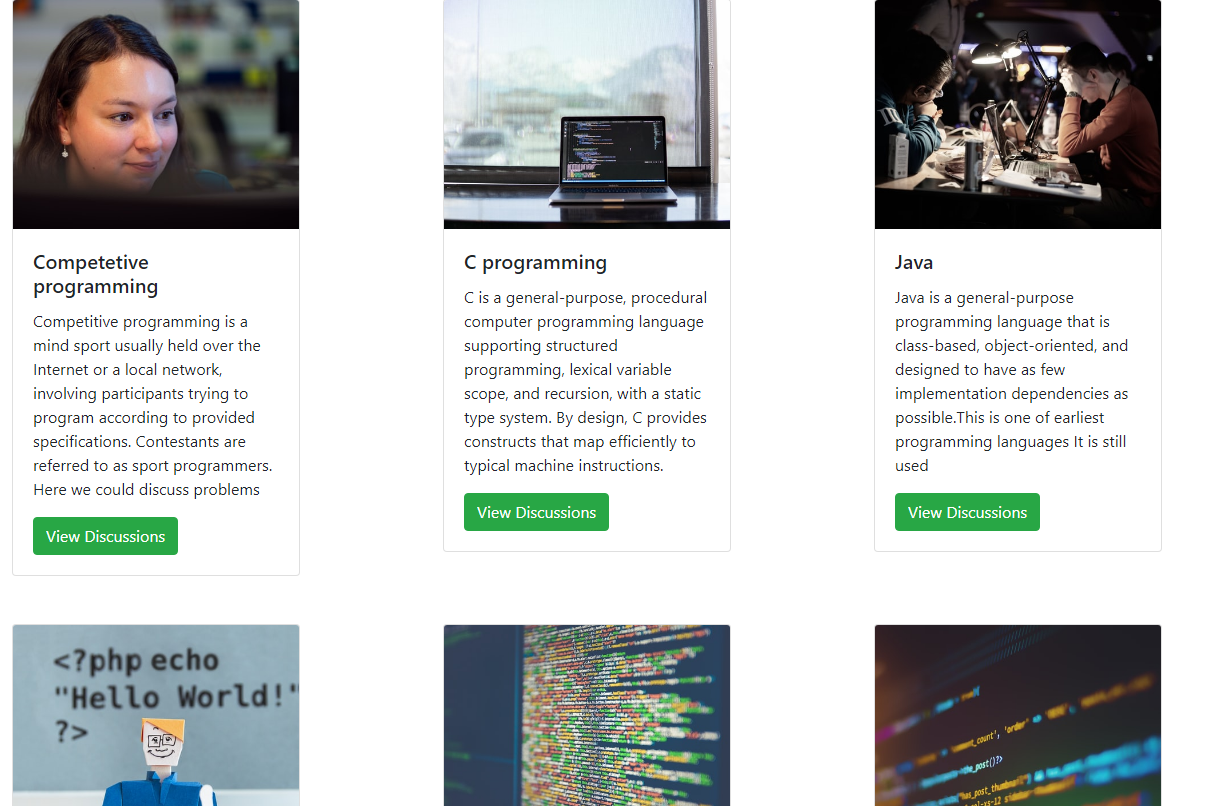 Competetive
programming
Competitive programming is a
mind sport usually held over the
Internet or a local network,
involving participants trying to
program according to provided
specifications. Contestants are
referred to as sport programmers.
Here we could discuss problems
View Discussions
C programming
C is a general-purpose, procedural
computer programming language
supporting structured
programming, lexical variable
scope, and recursion, with a static
type system. By design, C provides
constructs that map efficiently to
typical machine instructions.
View Discussions
Java
Java is a general-purpose
programming language that is
class-based, object-oriented, and
designed to have as few
implementation dependencies as
possible.This is one of earliest
programming languages It is still
used
View Discussions
<?php echo
"Hello World!"
?>
'order' =>
the_post()?>